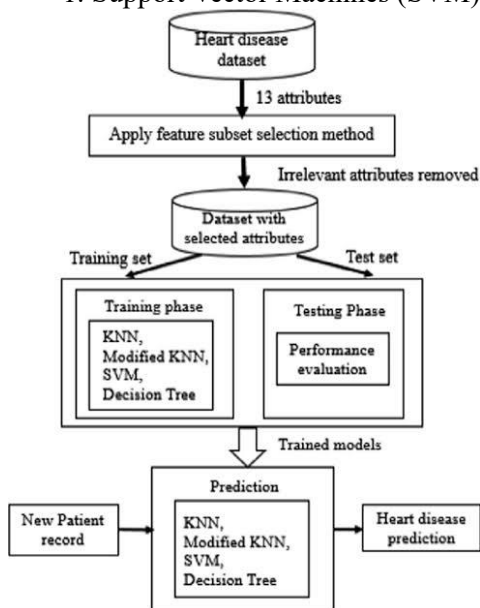 1. Support Vector Machines (SVM)
Heart disease
dataset
13 attributes
Apply feature subset selection method
Irrelevant attributes removed
Dataset with
selected attributes
Training set
Test set
Training phase
KNN,
Modified KNN,
SVM,
Decision Tree
Testing Phase
Performance
evaluation
Trained models
Prediction
New Patient
record
KNN,
Modified KNN,
SVM,
Decision Tree
Heart disease
prediction